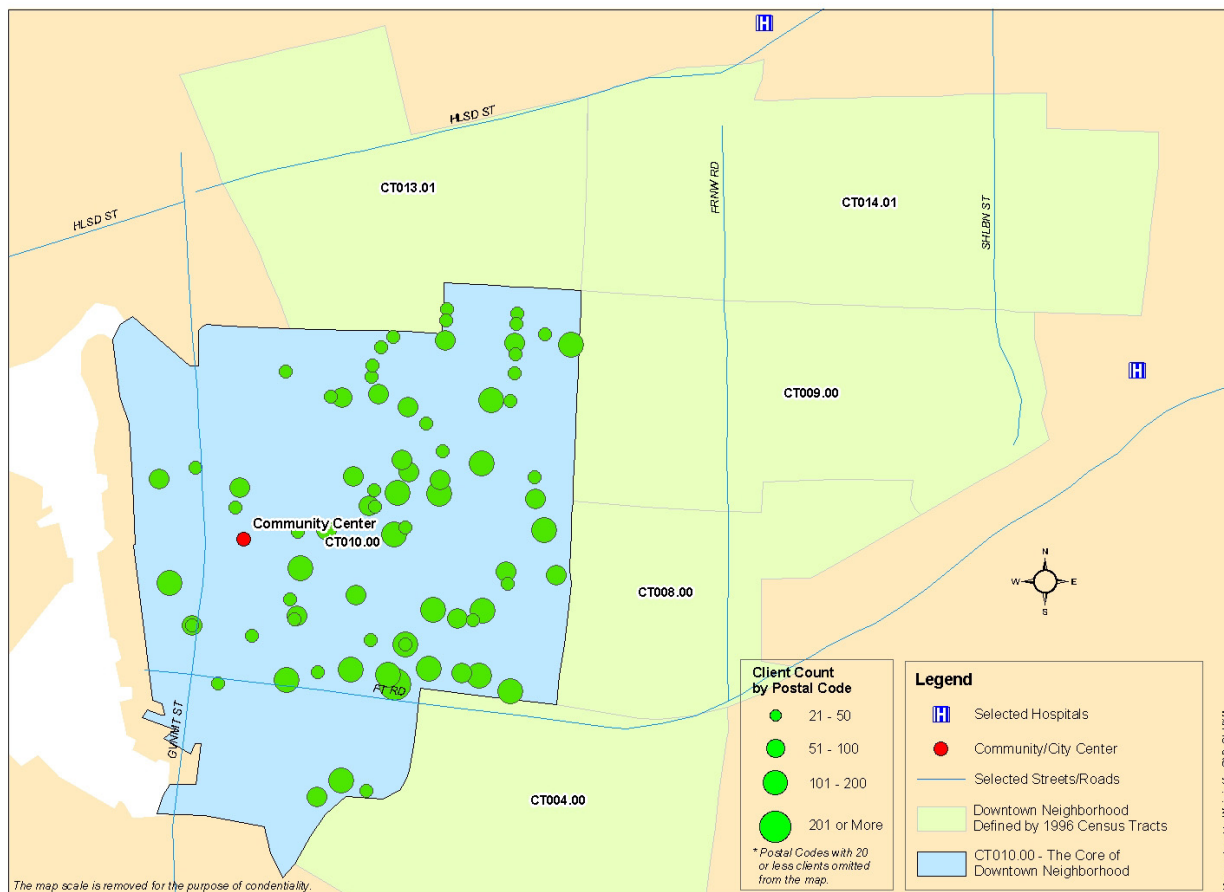 HLSD ST
CT013.01
HLSD ST
FRNW RD
CT014.01
SHLBN ST
CT009.00
Community Center
CT010.00
CT008.00
N
W E
S
FT RD
GVNMT ST
CT004.00
Client Count
by Postal Code
21 - 50
51 - 100
101 - 200
201 or More
* Postal Codes with 20
or less clients omitted
from the map.
Legend
H Selected Hospitals
Community/City Center
Selected Streets/Roads
Downtown Neighborhood
Defined by 1996 Census Tracts
CT010.00 - The Core of
Downtown Neighborhood
The map scale is removed for the purpose of condentiality.
H
H